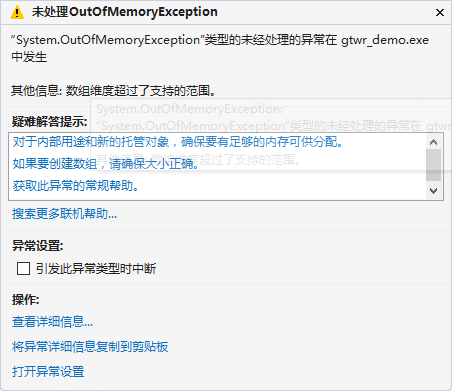 未处理OutOfMemoryException
“System.OutOfMemoryException”类型的未经处理的异常在 gtwr_demo.exe
中发生
其他信息: 数组维度超过了支持的范围。
System.OutOfMemoryException:
“System.OutOfMemoryException”类型的未经处理的异常在 gtwr
疑难解答提示:
对于内部用途和新的托管对象，确保要有足够的内存可供分配。
其他信息: 数组维度超过了支持的范围。
如果要创建数组，请确保大小正确。
获取此异常的常规帮助。
搜索更多联机帮助...
异常设置:
引发此异常类型时中断
操作:
查看详细信息...
将异常详细信息复制到剪贴板
打开异常设置